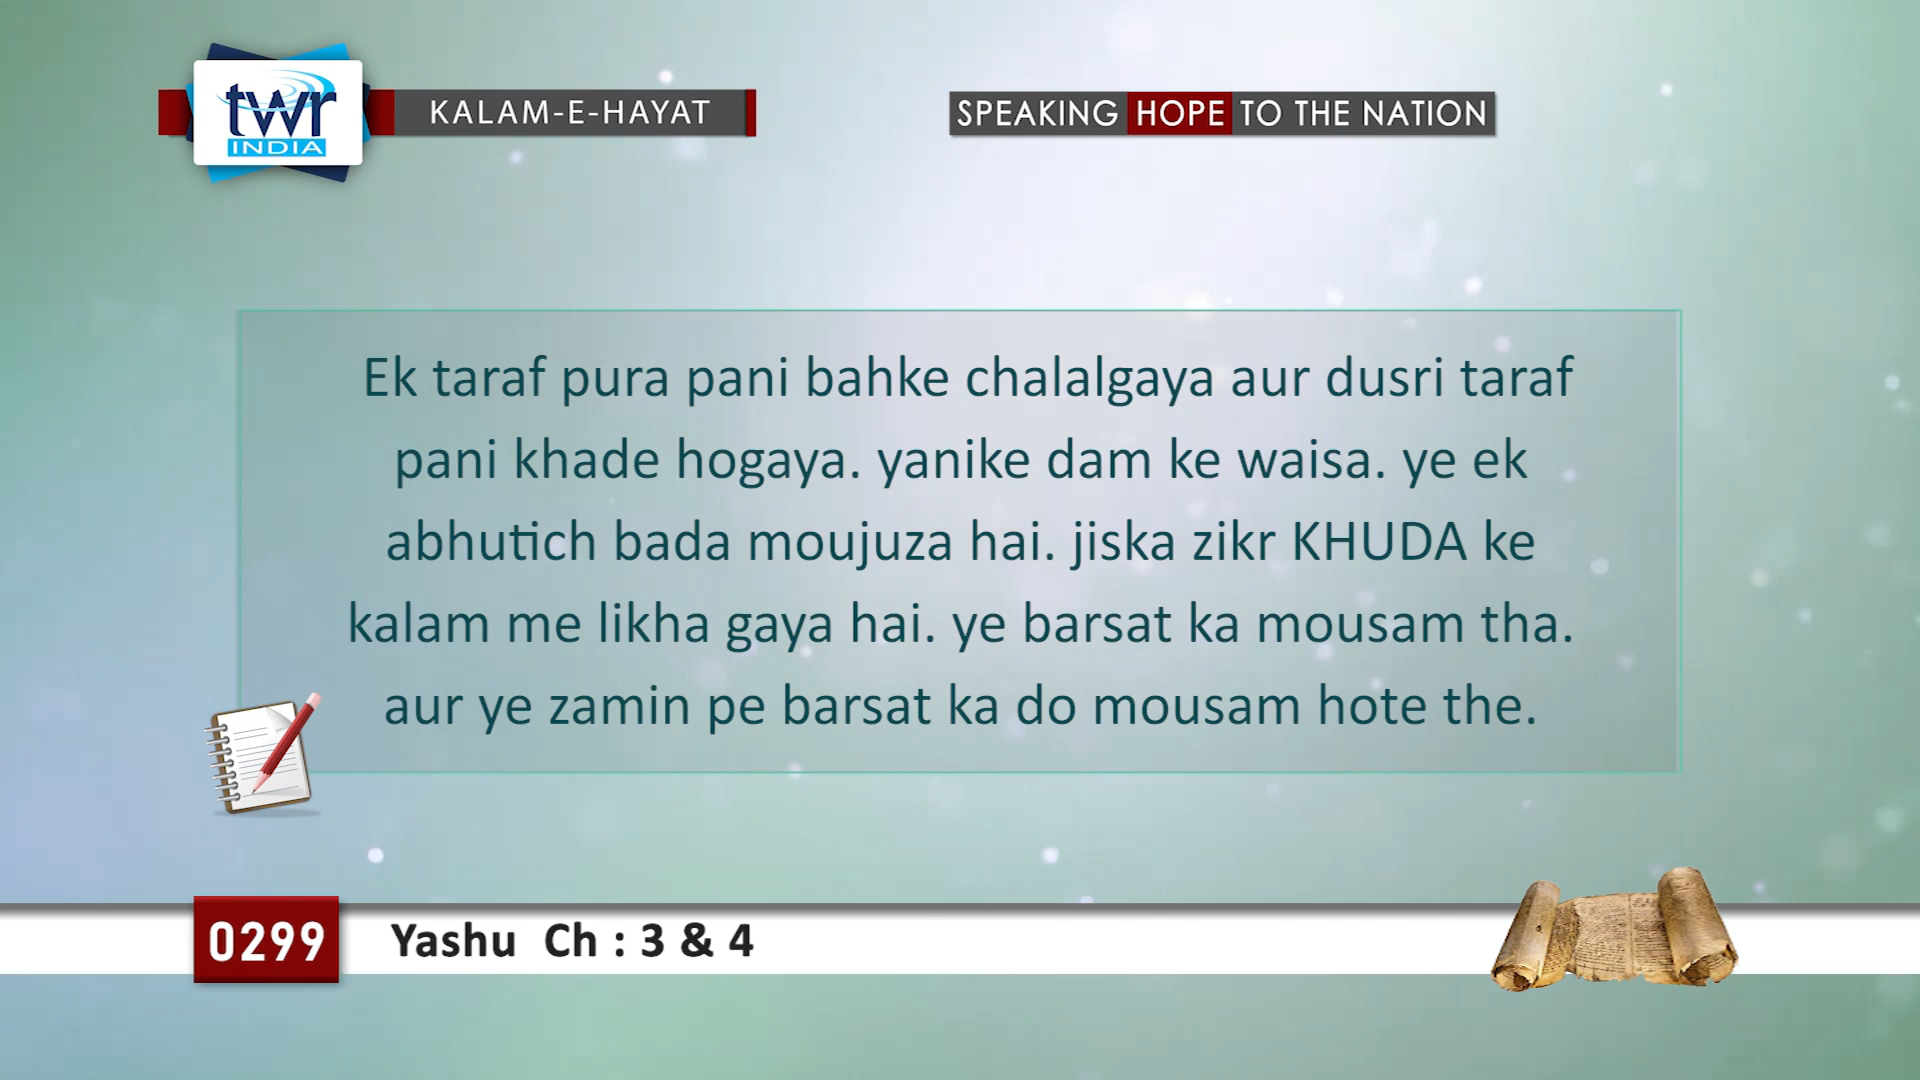 twr
INDIA
KALAM-E-HAYAT
SPEAKING HOPE TO THE NATION
Ek taraf pura pani bahke chalalgaya aur dusri taraf
pani khade hogaya. yanike dam ke waisa. ye ek
abhutich bada moujuza hai. jiska zikr KHUDA ke
kalam me likha gaya hai. ye barsat ka mousam tha.
aur ye zamin pe barsat ka do mousam hote the.
0299
Yashu Ch : 3 & 4